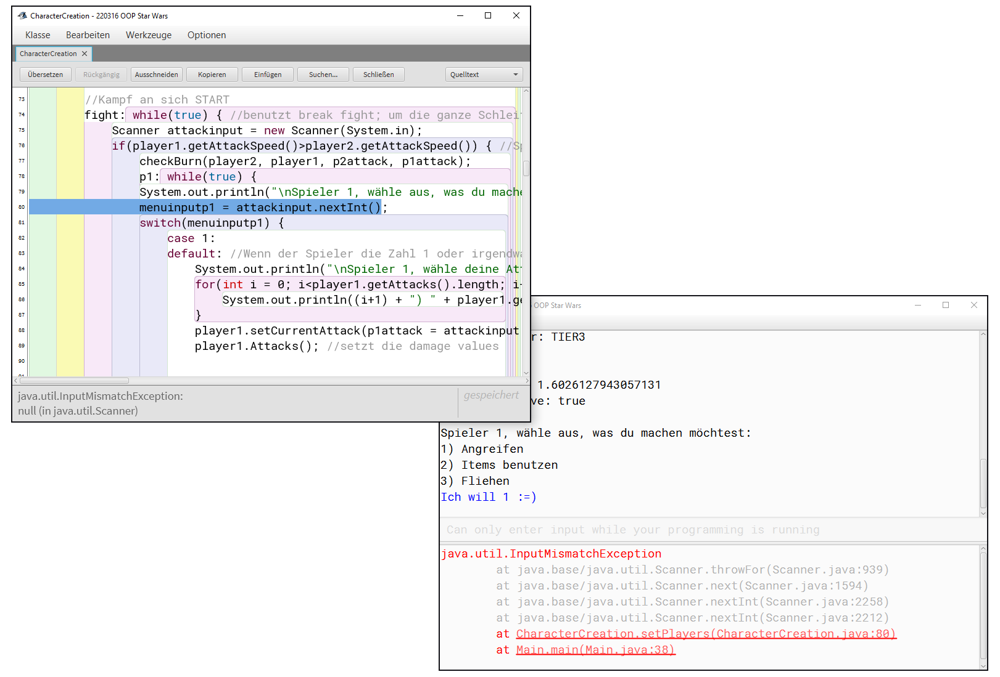 CharacterCreation - 220316 OOP Star Wars
Klasse Bearbeiten Werkzeuge Optionen
CharacterCreation
Übersetzen Rückgängig Ausschneiden Kopieren Einfügen Suchen... Schließen Quelltext
73 //Kampf an sich START
74 fight: while(true) { //benutzt break fight; um die ganze Schlei
75 Scanner attackinput = new Scanner(System.in);
76 if(player1.getAttackSpeed()>player2.getAttackSpeed()) { //Sp
77 checkBurn(player2, player1, p2attack, p1attack);
78 p1: while(true) {
79 System.out.println("\nSpieler 1, wähle aus, was du mache
80 menuinputp1 = attackinput.nextInt();
81 switch(menuinputp1) {
82 case 1:
83 default: //Wenn der Spieler die Zahl 1 oder irgendwa
84 System.out.println("\nSpieler 1, wähle deine Att
85 for(int i = 0; i<player1.getAttacks().length; i
86 System.out.println((i+1) + ") " + player1.ge
87 }
88 player1.setCurrentAttack(p1attack = attackinput
89 player1.Attacks(); //setzt die damage values
90
91
java.util.InputMismatchException:
null (in java.util.Scanner)
gespeichert
OOP Star Wars
r: TIER3
1.6026127943057131
ve: true
Spieler 1, wähle aus, was du machen möchtest:
1) Angreifen
2) Items benutzen
3) Fliehen
Ich will 1 :=)
Can only enter input while your programming is running
java.util.InputMismatchException
at java.base/java.util.Scanner.throwFor(Scanner.java:939)
at java.base/java.util.Scanner.next(Scanner.java:1594)
at java.base/java.util.Scanner.nextInt(Scanner.java:2258)
at java.base/java.util.Scanner.nextInt(Scanner.java:2212)
at CharacterCreation.setPlayers(CharacterCreation.java:80)
at Main.main(Main.java:38)